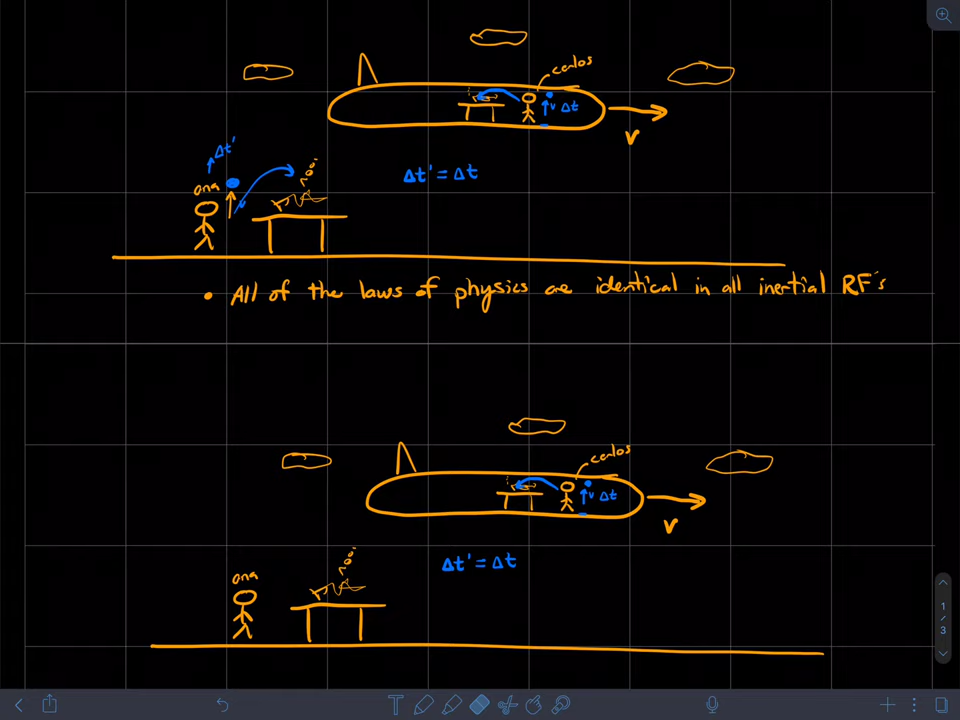 carlos
v Δt
v
Δt'
Δt' = Δt
ana
v
• All of the laws of physics are identical in all inertial RF's
carlos
v Δt
v
Δt' = Δt
ana
1
/
3
T